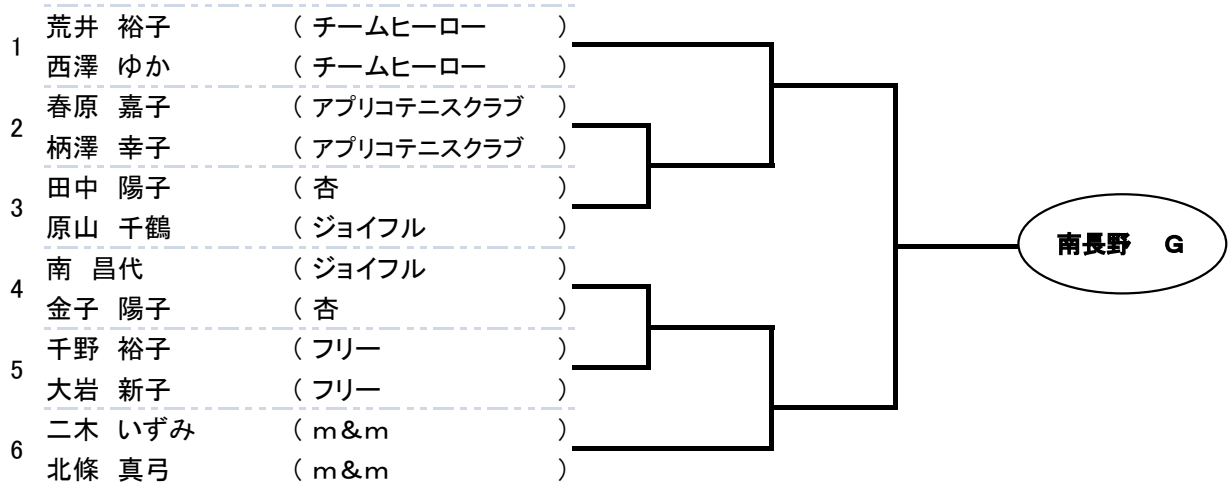 1
荒井 裕子 ( チームヒーロー )
西澤 ゆか ( チームヒーロー )
2
春原 嘉子 ( アプリコテニスクラブ )
柄澤 幸子 ( アプリコテニスクラブ )
3
田中 陽子 ( 杏 )
原山 千鶴 ( ジョイフル )
4
南 昌代 ( ジョイフル )
金子 陽子 ( 杏 )
5
千野 裕子 ( フリー )
大岩 新子 ( フリー )
6
二木 いずみ ( m&m )
北條 真弓 ( m&m )
南長野 G